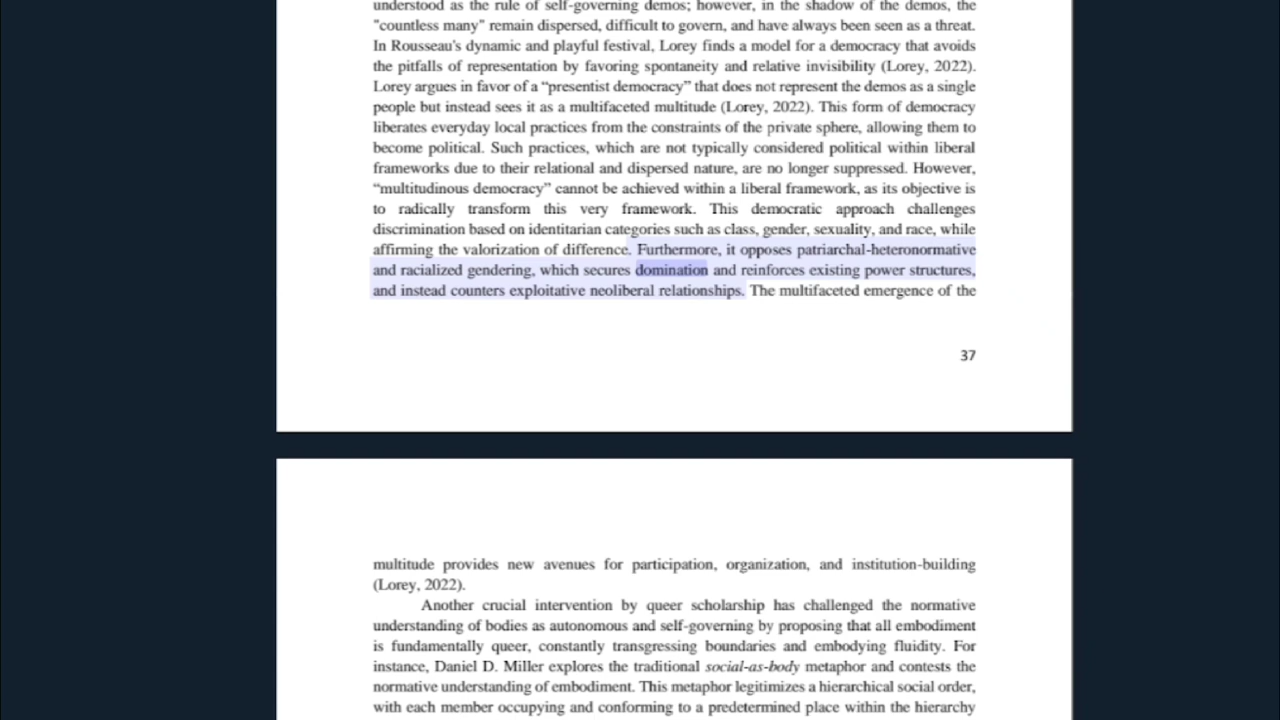 understood as the rule of self-governing demos; however, in the shadow of the demos, the
"countless many" remain dispersed, difficult to govern, and have always been seen as a threat.
In Rousseau's dynamic and playful festival, Lorey finds a model for a democracy that avoids
the pitfalls of representation by favoring spontaneity and relative invisibility (Lorey, 2022).
Lorey argues in favor of a “presentist democracy” that does not represent the demos as a single
people but instead sees it as a multifaceted multitude (Lorey, 2022). This form of democracy
liberates everyday local practices from the constraints of the private sphere, allowing them to
become political. Such practices, which are not typically considered political within liberal
frameworks due to their relational and dispersed nature, are no longer suppressed. However,
“multitudinous democracy” cannot be achieved within a liberal framework, as its objective is
to radically transform this very framework. This democratic approach challenges
discrimination based on identitarian categories such as class, gender, sexuality, and race, while
affirming the valorization of difference. Furthermore, it opposes patriarchal-heteronormative
and racialized gendering, which secures domination and reinforces existing power structures,
and instead counters exploitative neoliberal relationships. The multifaceted emergence of the
37
multitude provides new avenues for participation, organization, and institution-building
(Lorey, 2022).
Another crucial intervention by queer scholarship has challenged the normative
understanding of bodies as autonomous and self-governing by proposing that all embodiment
is fundamentally queer, constantly transgressing boundaries and embodying fluidity. For
instance, Daniel D. Miller explores the traditional social-as-body metaphor and contests the
normative understanding of embodiment. This metaphor legitimizes a hierarchical social order,
with each member occupying and conforming to a predetermined place within the hierarchy